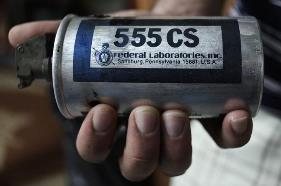 555 CS
Federal Laboratories, Inc.
Saltsburg, Pennsylvania 15681, U.S.A.